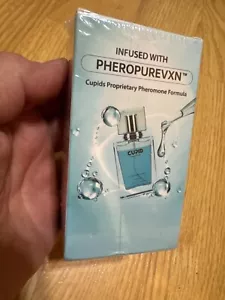 INFUSED WITH
PHEROPUREVXN™
Cupids Proprietary Pheromone Formula
CUPID